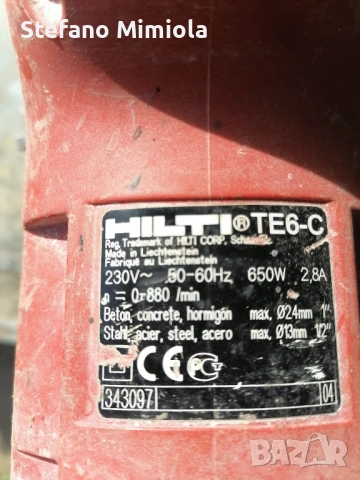 Stefano Mimiola
HILTI® TE6-C
Reg. Trademark of HILTI CORP.
Made in Liechtenstein
Fabriqué au Liechtenstein
230V~ 50-60Hz 650W 2,8A
n = 0-880 /min
Beton, concrete, hormigón max. Ø24mm 1"
Stahl, acier, steel, acero max. Ø13mm 1/2"
CE
343097
04
BAZAR